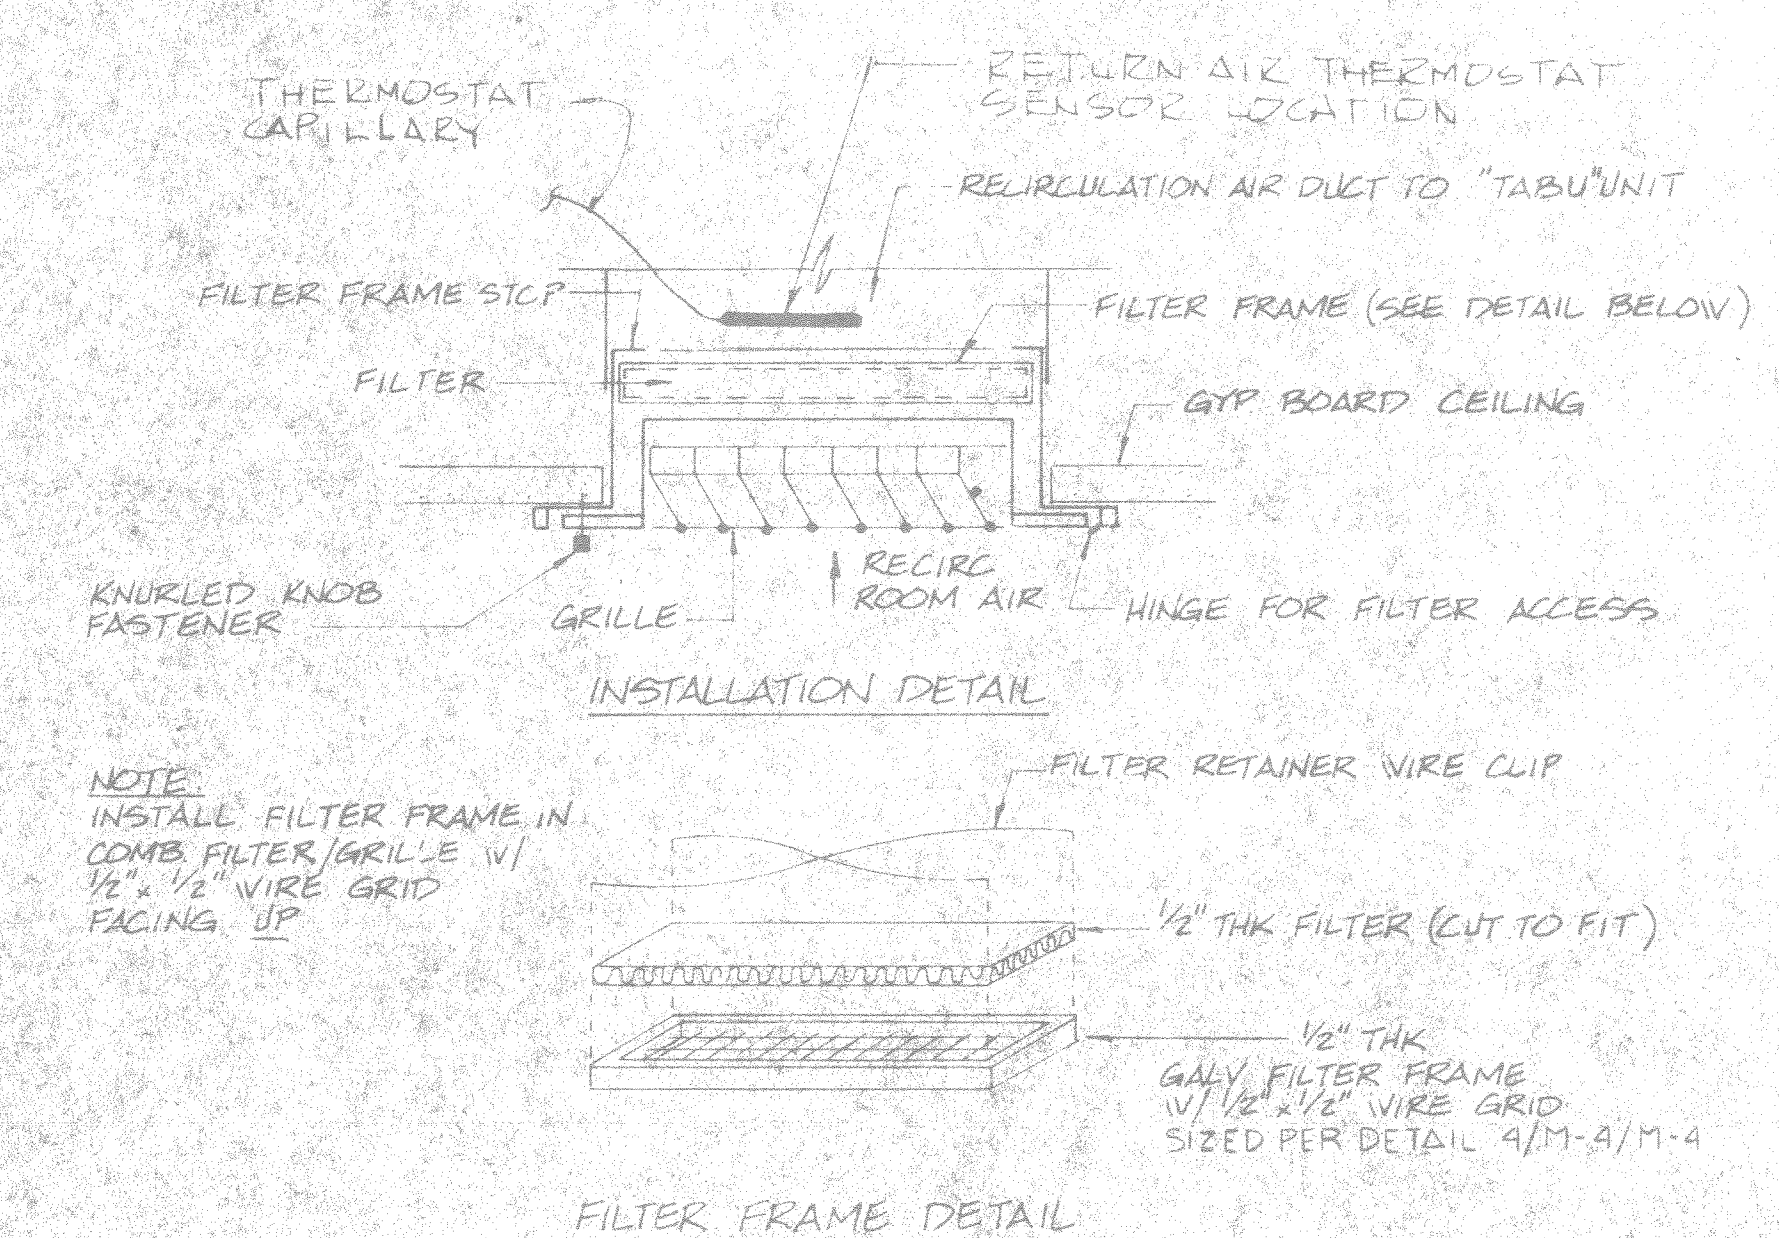 THERMOSTAT
CAPILLARY
RETURN AIR THERMOSTAT
SENSOR LOCATION
RECIRCULATION AIR DUCT TO "TABU" UNIT
FILTER FRAME STOP
FILTER FRAME (SEE DETAIL BELOW)
FILTER
GYP BOARD CEILING
KNURLED KNOB
FASTENER
GRILLE
RECIRC
ROOM AIR
HINGE FOR FILTER ACCESS
INSTALLATION DETAIL
FILTER RETAINER WIRE CLIP
NOTE:
INSTALL FILTER FRAME IN
COMB. FILTER/GRILLE W/
1/2" x 1/2" WIRE GRID
FACING UP
1/2" THK FILTER (CUT TO FIT)
1/2" THK
GALV FILTER FRAME
W/ 1/2" x 1/2" WIRE GRID
SIZED PER DETAIL 4/M-4/M-4
FILTER FRAME DETAIL